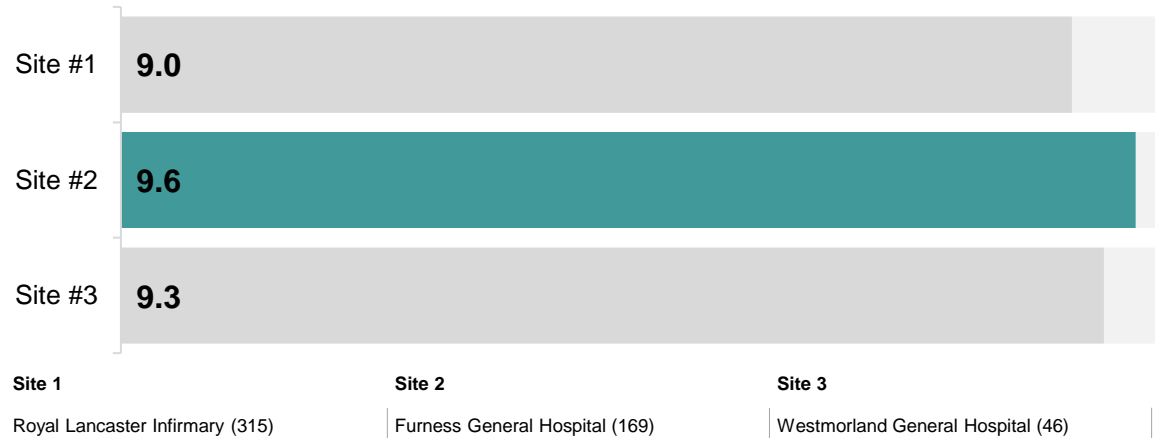 Site #1 9.0
Site #2 9.6
Site #3 9.3
Site 1 Site 2 Site 3
Royal Lancaster Infirmary (315) Furness General Hospital (169) Westmorland General Hospital (46)